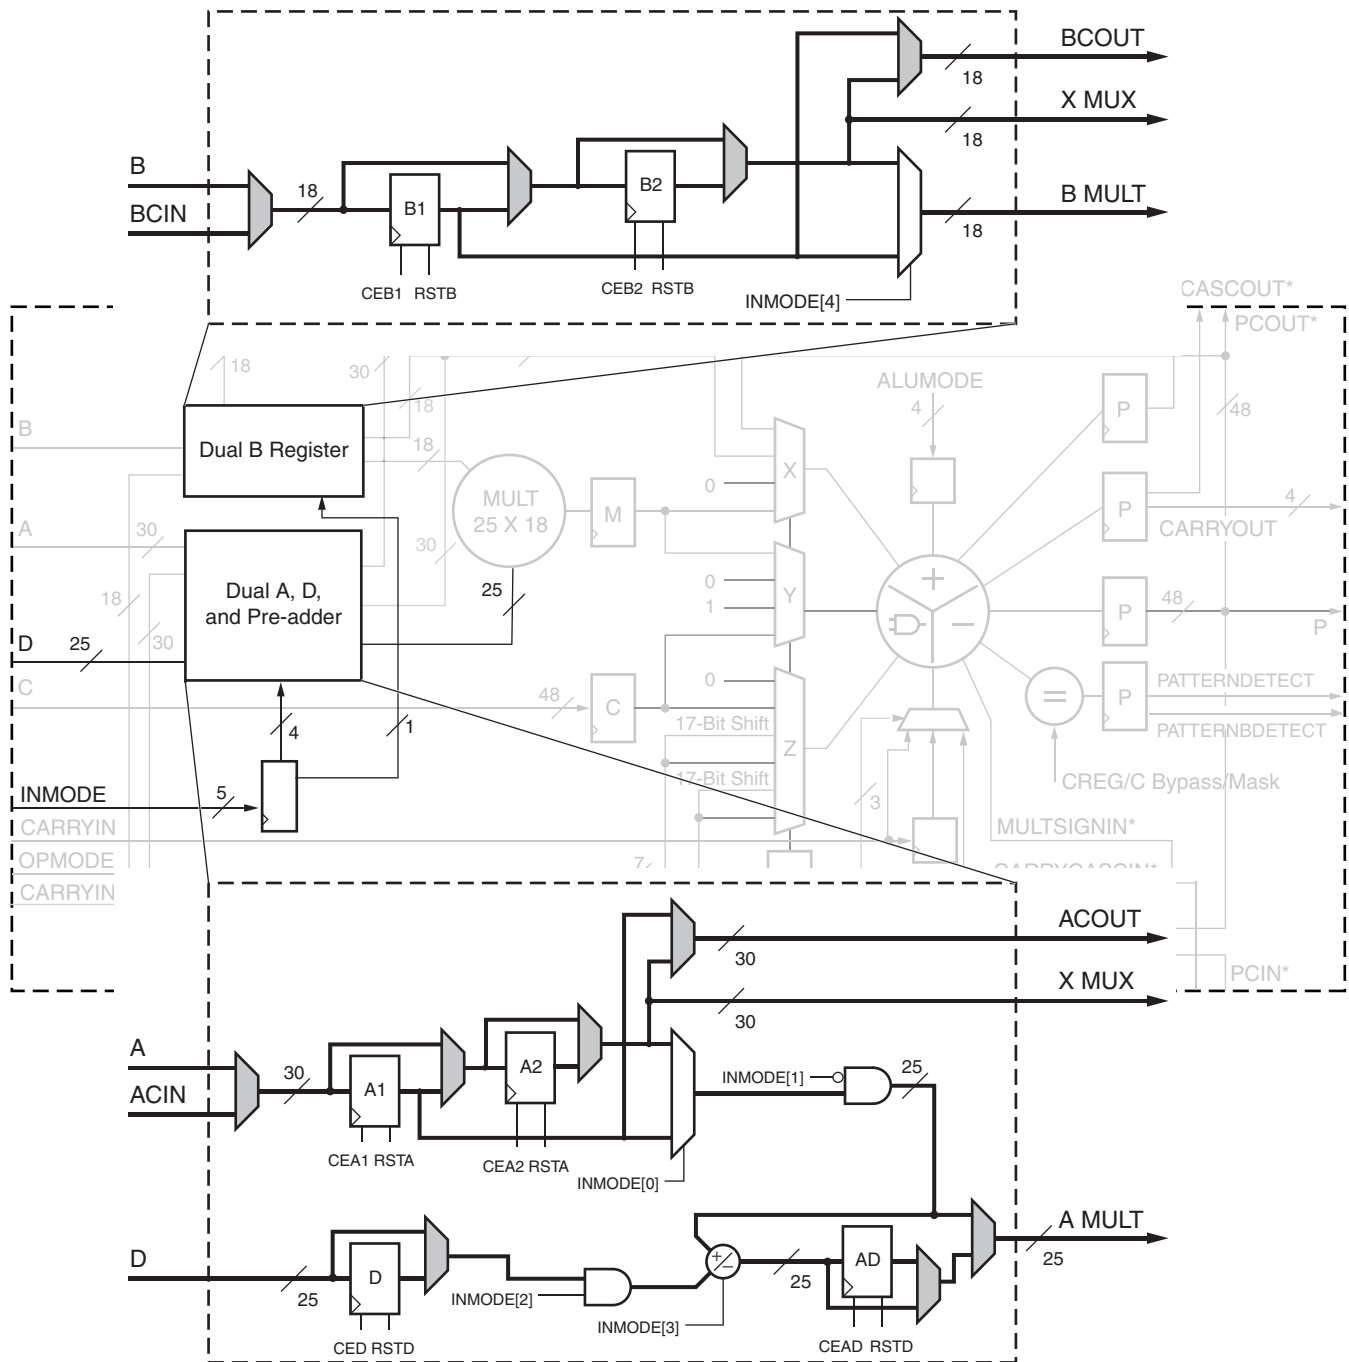 BCOUT
18
X MUX
18
B
18
B1
B2
BCIN
B MULT
18
CEB1 RSTB
CEB2 RSTB
INMODE[4]
CASCOUT*
PCOUT*
18
30
18
ALUMODE
4
P
48
B
Dual B Register
18
X
0
MULT
25 X 18
M
P
4
CARRYOUT
A
30
30
Dual A, D,
and Pre-adder
25
0
Y
1
18
30
P
48
P
D
25
C
48
C
0
17-Bit Shift
Z
17-Bit Shift
=
P
PATTERNDETECT
PATTERNBDETECT
4
1
INMODE
5
3
CREG/C Bypass/Mask
CARRYIN
MULTSIGNIN*
OPMODE
7
CARRYCASCIN*
CARRYIN
ACOUT
30
X MUX
30
PCIN*
A
30
A1
A2
ACIN
INMODE[1]
25
CEA1 RSTA
CEA2 RSTA
INMODE[0]
D
25
D
INMODE[2]
INMODE[3]
+/−
25
AD
A MULT
25
CED RSTD
CEAD RSTD